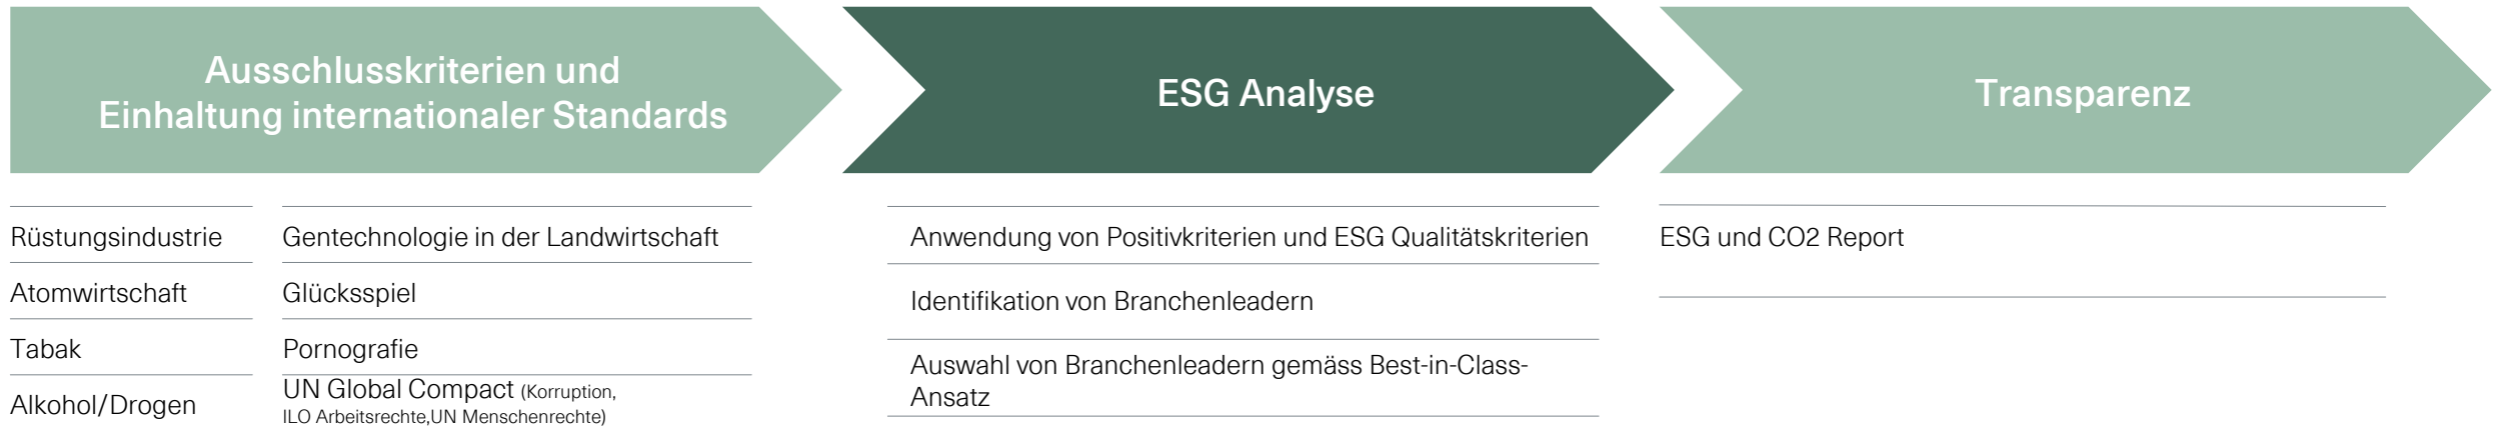 Ausschlusskriterien und
Einhaltung internationaler Standards
ESG Analyse
Transparenz
Rüstungsindustrie
Atomwirtschaft
Tabak
Alkohol/Drogen
Gentechnologie in der Landwirtschaft
Glücksspiel
Pornografie
UN Global Compact (Korruption,
ILO Arbeitsrechte,UN Menschenrechte)
Anwendung von Positivkriterien und ESG Qualitätskriterien
Identifikation von Branchenleadern
Auswahl von Branchenleadern gemäss Best-in-Class-
Ansatz
ESG und CO2 Report